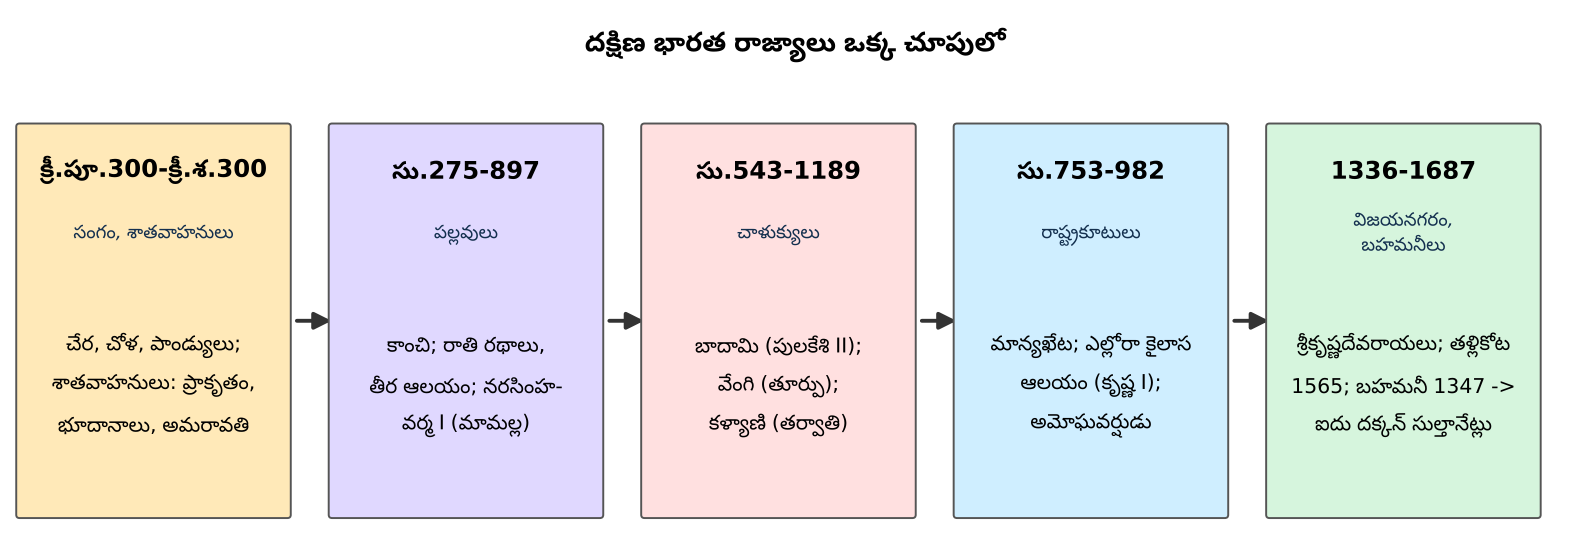 దక్షిణ భారత రాజ్యాలు ఒక్క చూపులో
క్రీ.పూ.300-క్రీ.శ.300
సంగం, శాతవాహనులు
చేర, చోళ, పాండ్యులు;
శాతవాహనులు: ప్రాకృతం,
భూదానాలు, అమరావతి
సు.275-897
పల్లవులు
కాంచి; రాతి రథాలు,
తీర ఆలయం; నరసింహ-
వర్మ I (మామల్ల)
సు.543-1189
చాళుక్యులు
బాదామి (పులకేశి II);
వేంగి (తూర్పు);
కళ్యాణి (తర్వాతి)
సు.753-982
రాష్ట్రకూటులు
మాన్యఖేట; ఎల్లోరా కైలాస
ఆలయం (కృష్ణ I);
అమోఘవర్షుడు
1336-1687
విజయనగరం,
బహమనీలు
శ్రీకృష్ణదేవరాయలు; తళ్లికోట
1565; బహమనీ 1347 ->
ఐదు దక్కన్ సుల్తానేట్లు